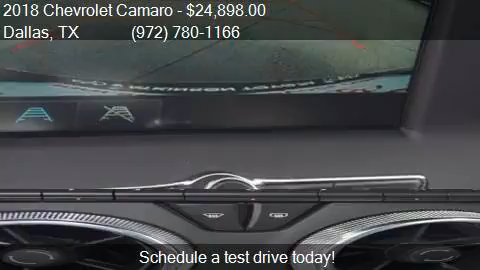 2018 Chevrolet Camaro - $24,898.00
Dallas, TX (972) 780-1166
Schedule a test drive today!